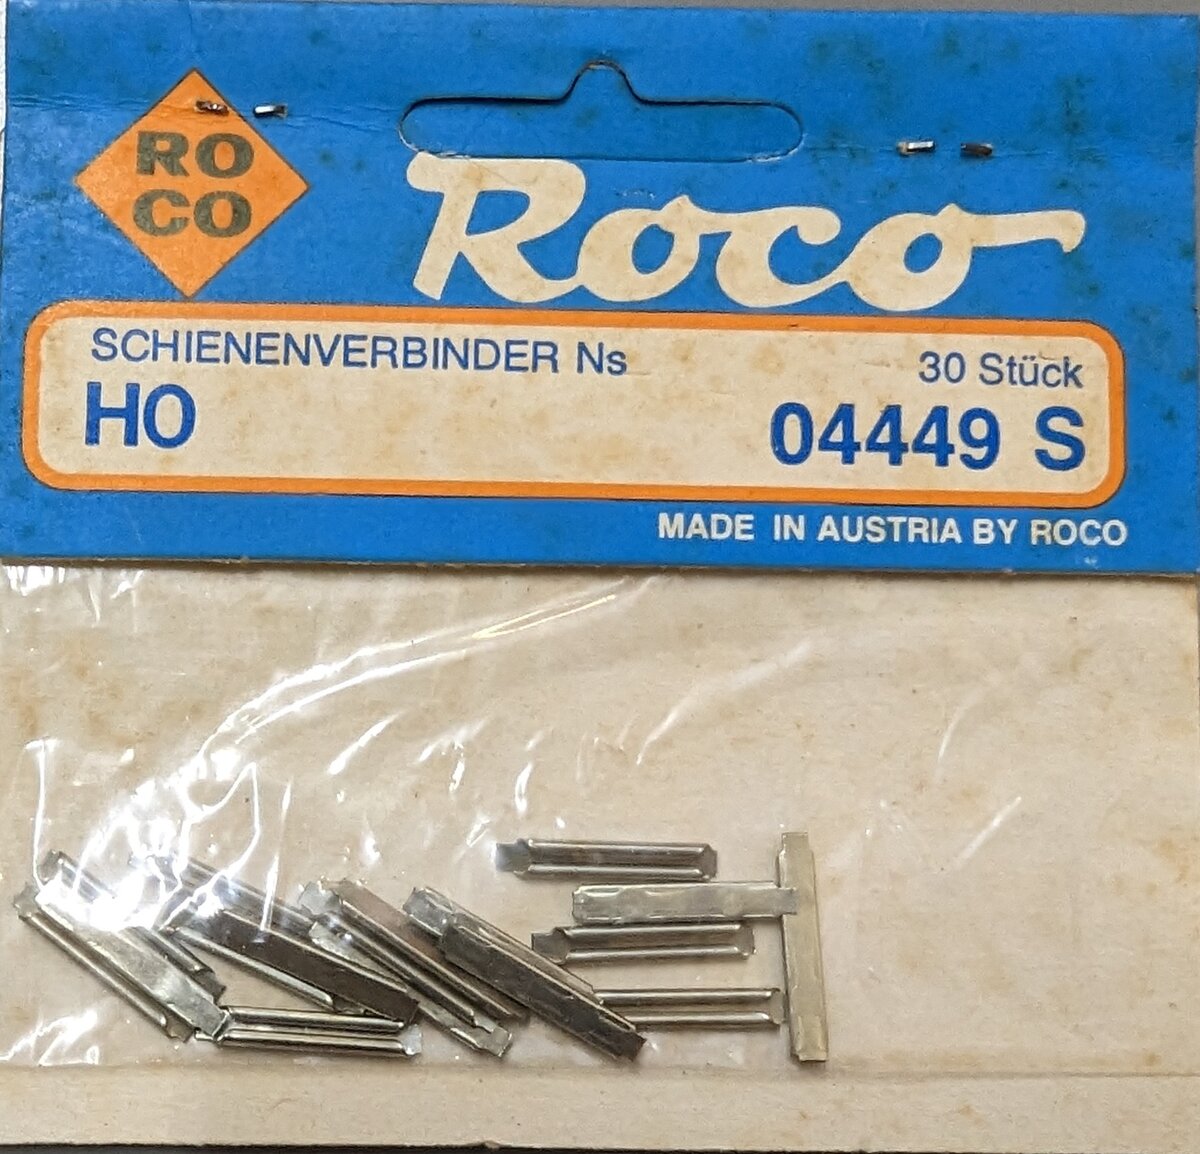 RO
CO
Roco
SCHIENENVERBINDER Ns
30 Stück
HO
04449 S
MADE IN AUSTRIA BY ROCO